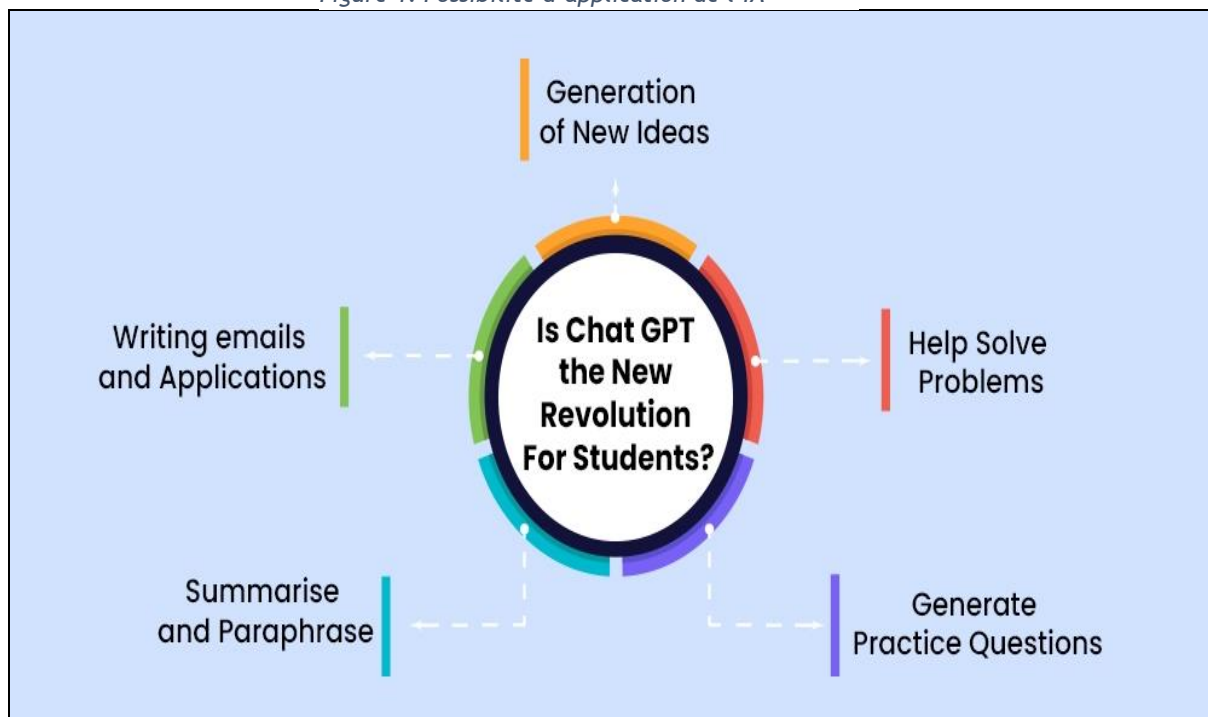 Generation
of New Ideas
Writing emails
and Applications
Is Chat GPT
the New
Revolution
For Students?
Help Solve
Problems
Summarise
and Paraphrase
Generate
Practice Questions